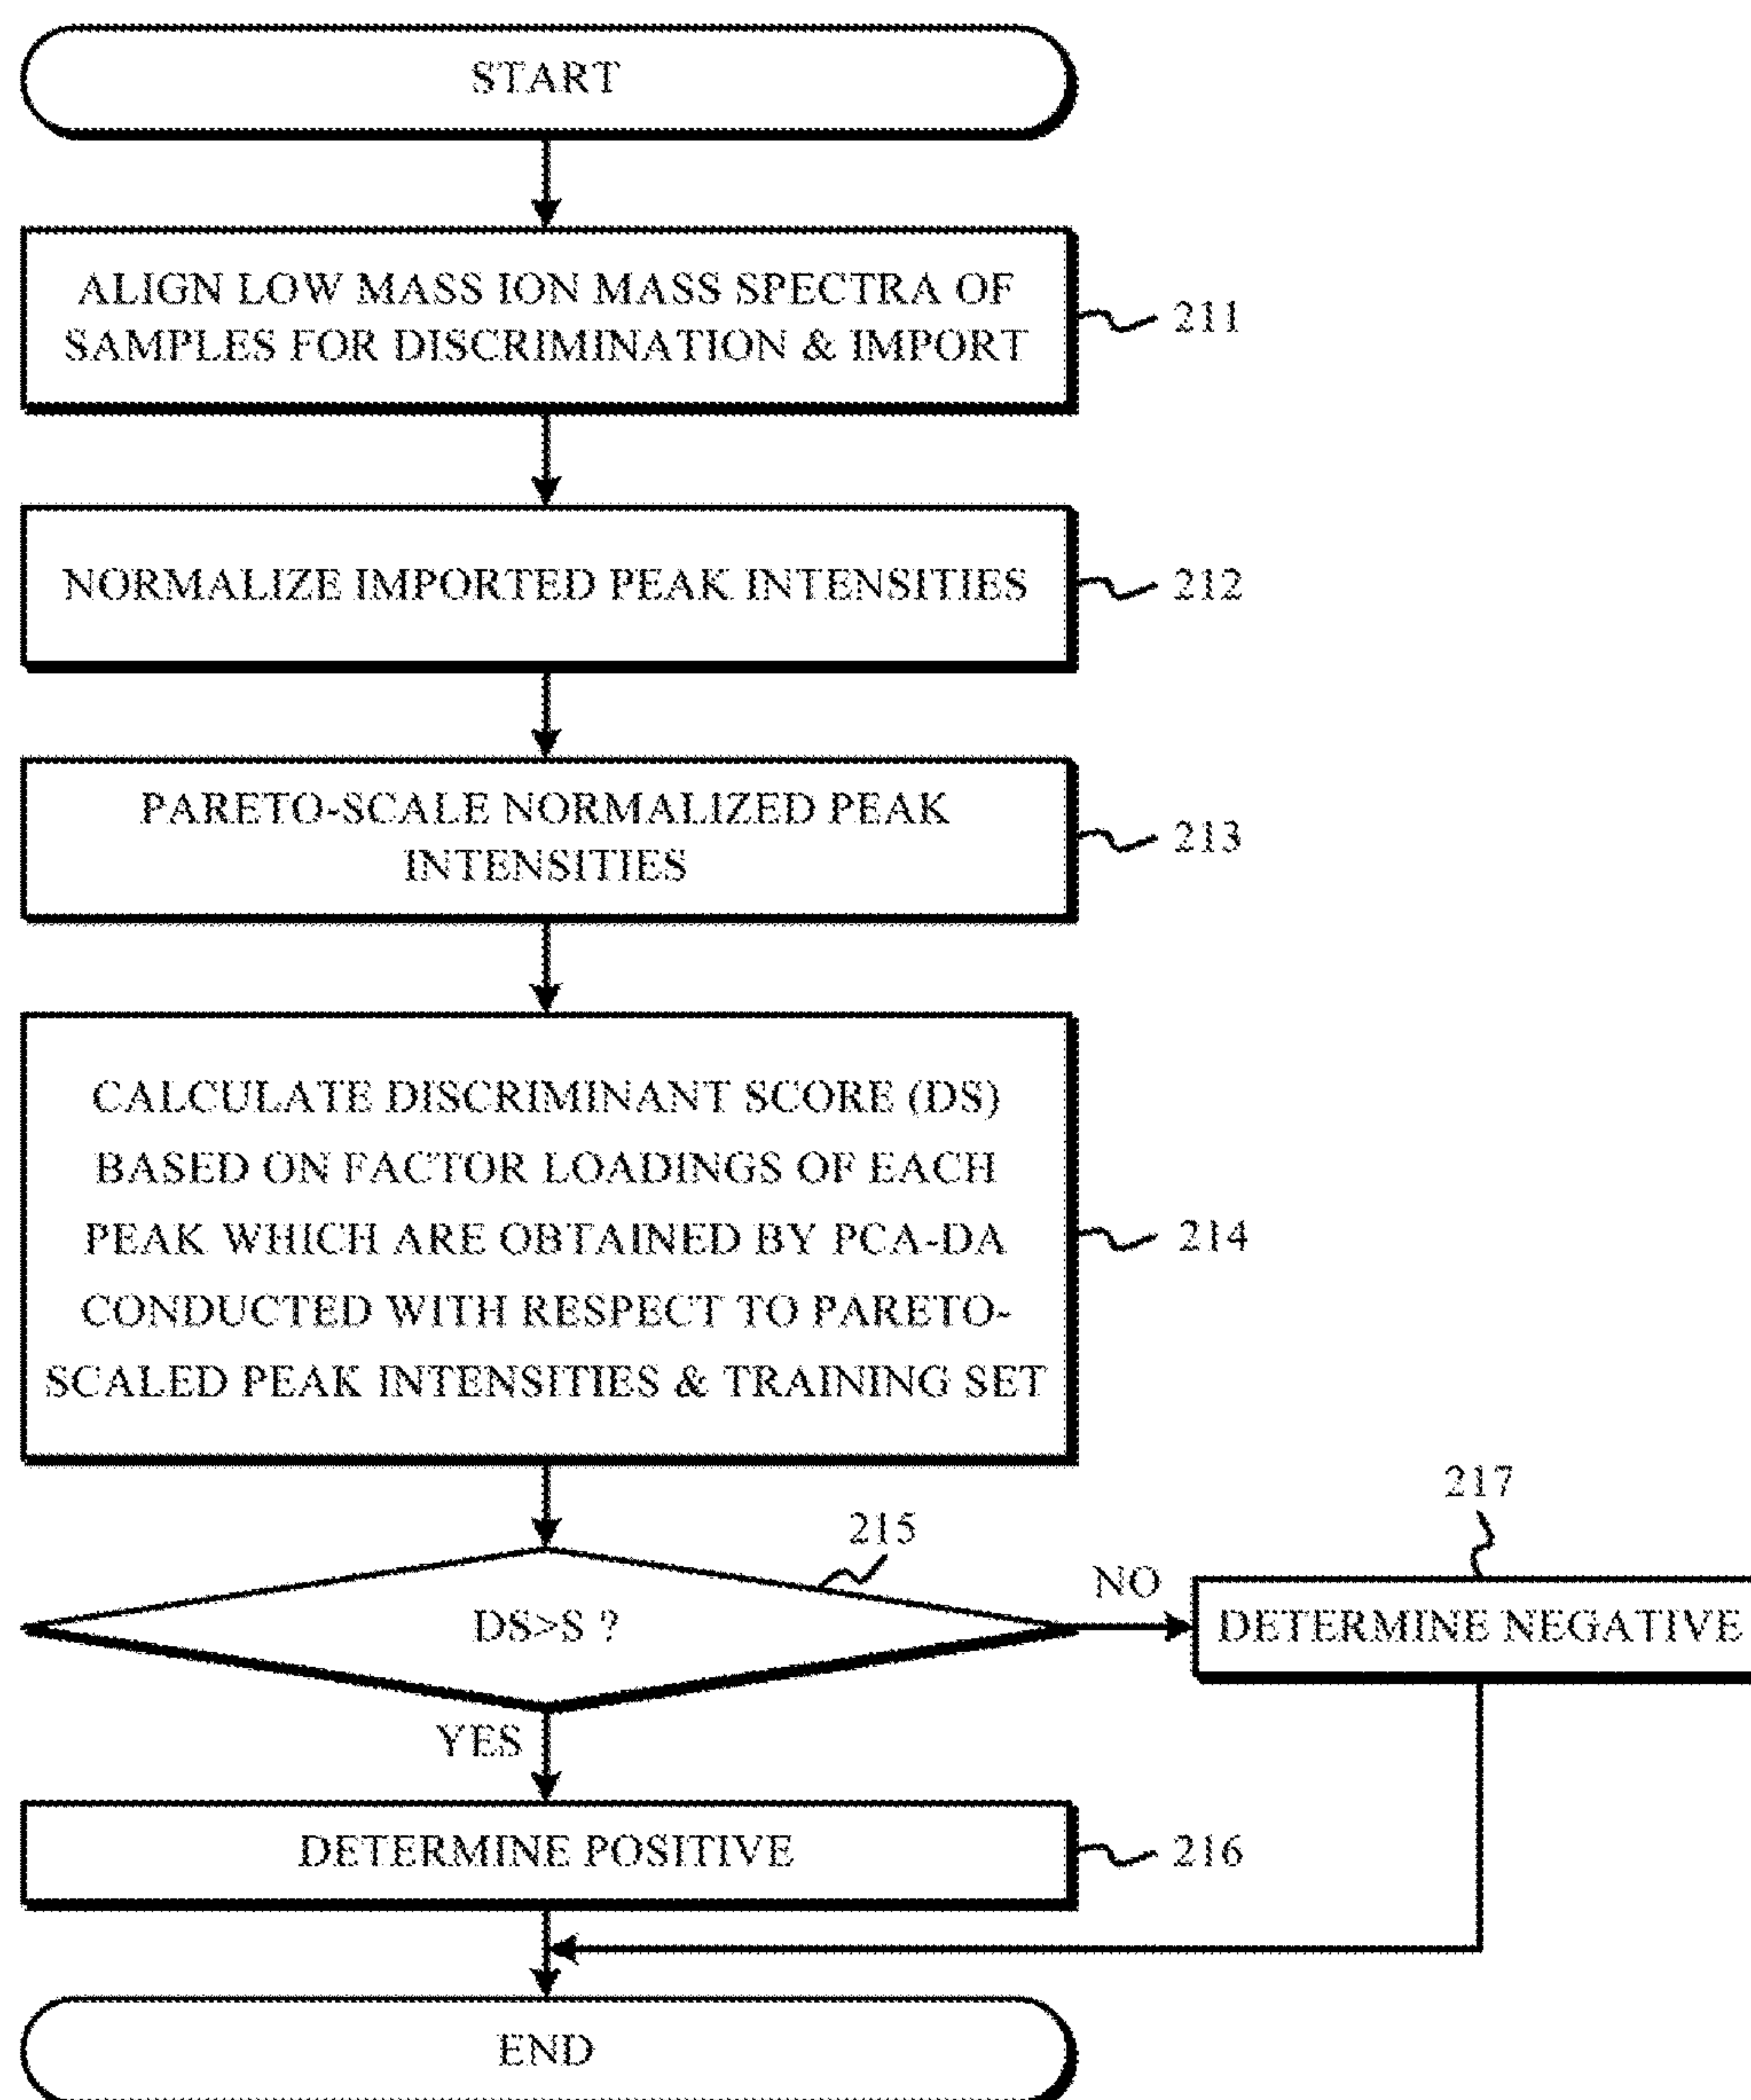 START
ALIGN LOW MASS ION MASS SPECTRA OF
SAMPLES FOR DISCRIMINATION & IMPORT
211
NORMALIZE IMPORTED PEAK INTENSITIES
212
PARETO-SCALE NORMALIZED PEAK
INTENSITIES
213
CALCULATE DISCRIMINANT SCORE (DS)
BASED ON FACTOR LOADINGS OF EACH
PEAK WHICH ARE OBTAINED BY PCA-DA
CONDUCTED WITH RESPECT TO PARETO-
SCALED PEAK INTENSITIES & TRAINING SET
214
215
DS>S ?
NO
217
DETERMINE NEGATIVE
YES
DETERMINE POSITIVE
216
END